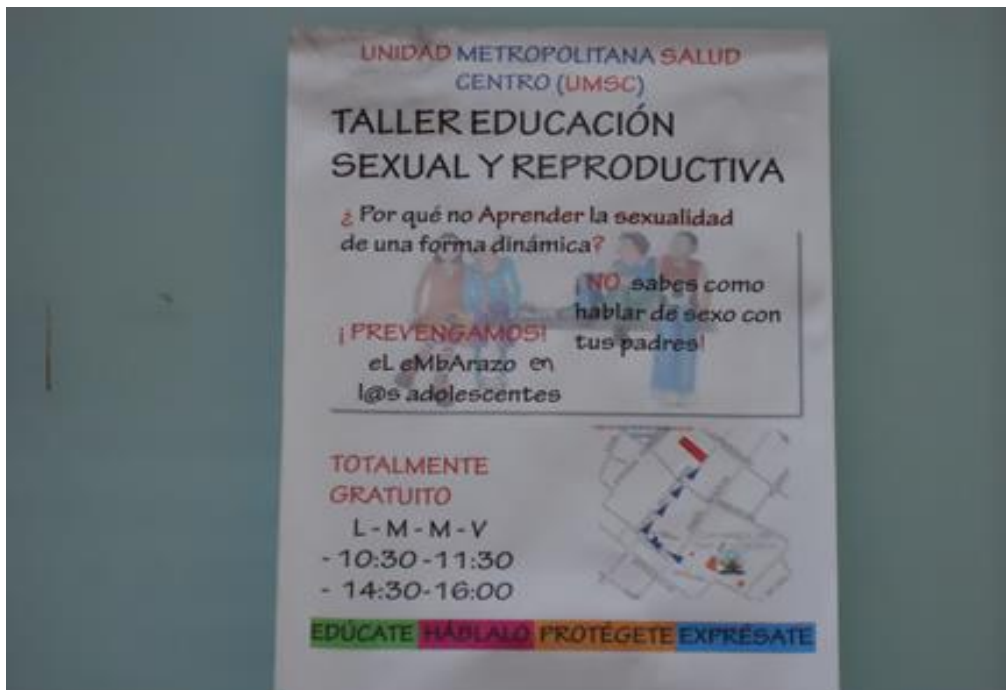 UNIDAD METROPOLITANA SALUD
CENTRO (UMSC)
TALLER EDUCACIÓN
SEXUAL Y REPRODUCTIVA
¿ Por qué no Aprender la sexualidad
de una forma dinámica?
¡NO sabes como
hablar de sexo con
tus padres!
¡PREVENGAMOS!
eL eMbArazo en
l@s adolescentes
TOTALMENTE
GRATUITO
L - M - M - V
- 10:30 - 11:30
- 14:30 - 16:00
EDÚCATE HÁBLALO PROTÉGETE EXPRÉSATE